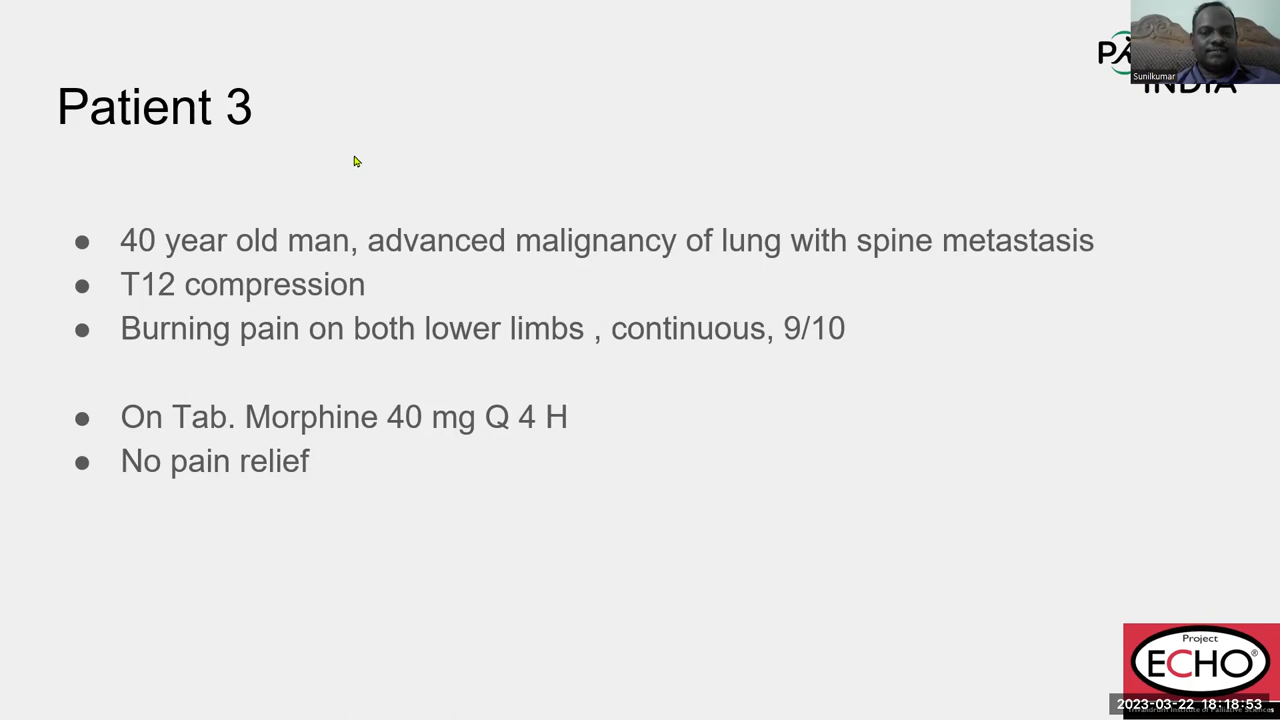 Sunilkumar
INDIA
Patient 3
● 40 year old man, advanced malignancy of lung with spine metastasis
● T12 compression
● Burning pain on both lower limbs , continuous, 9/10
● On Tab. Morphine 40 mg Q 4 H
● No pain relief
Project
ECHO®
2023-03-22 18:18:53